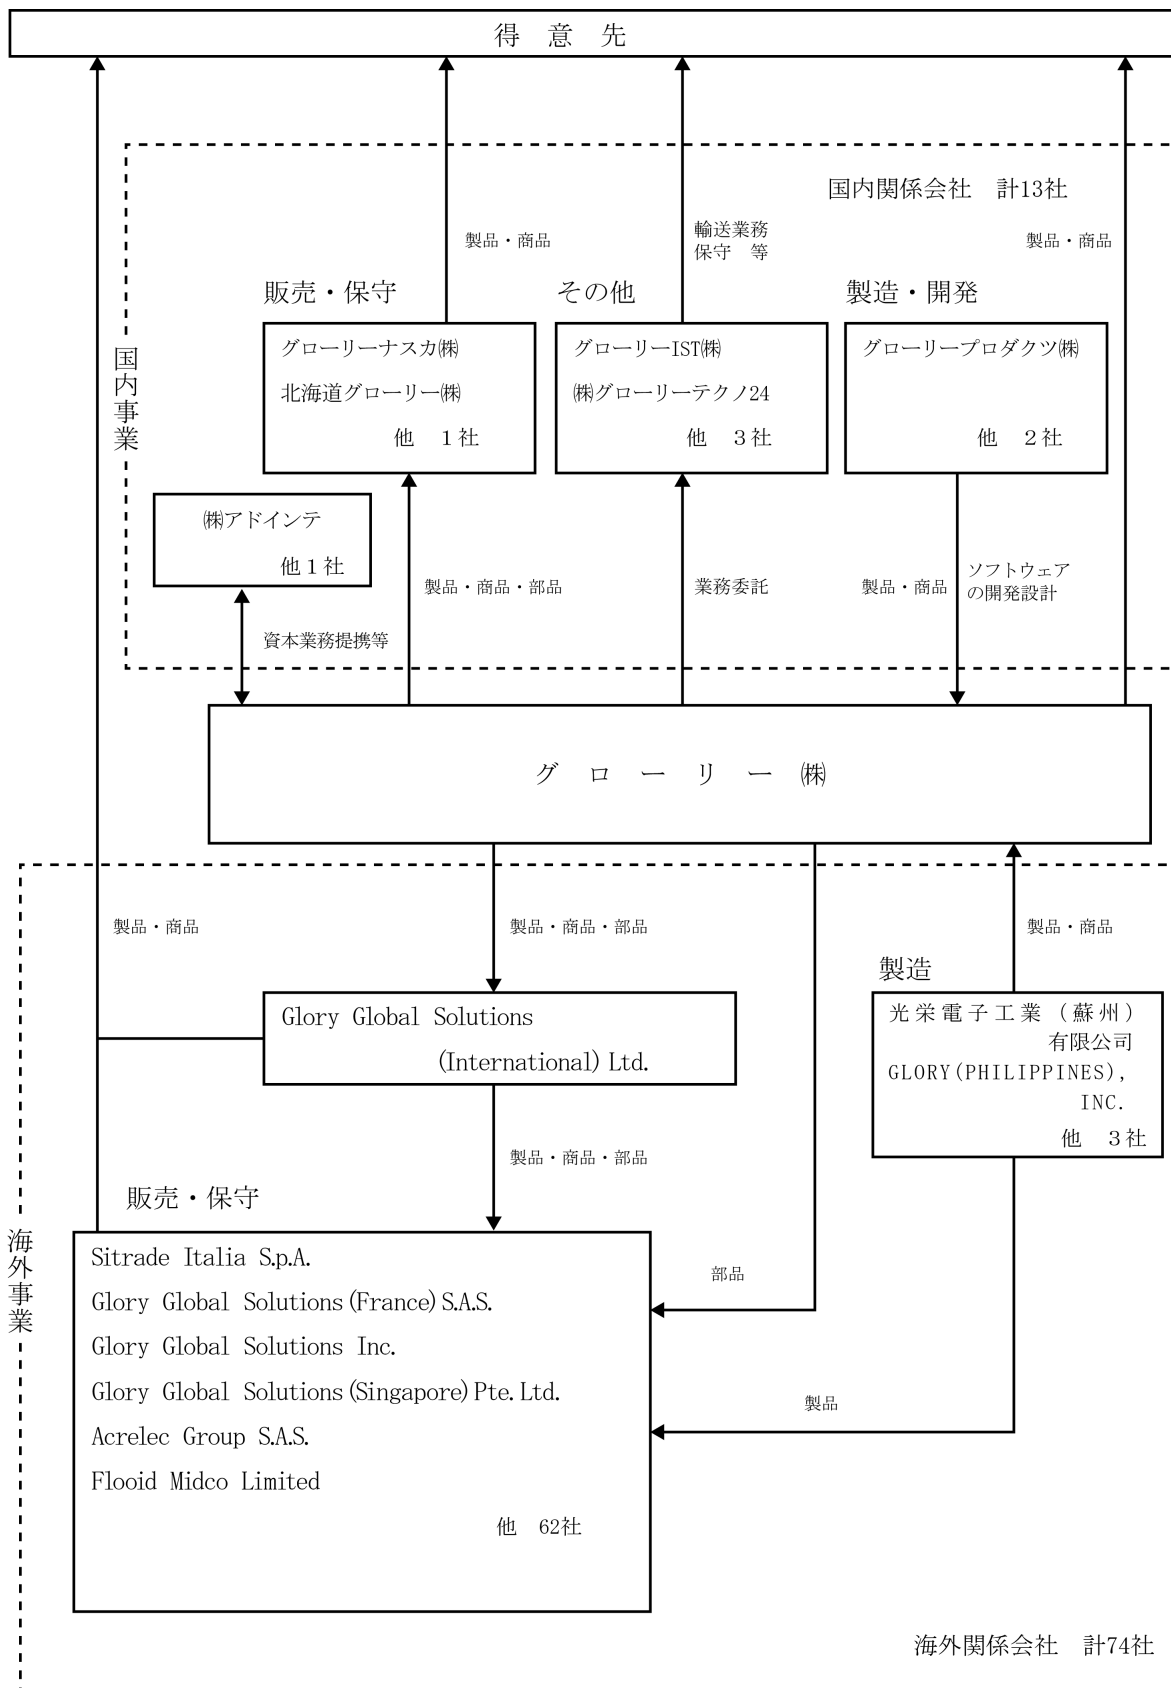 得 意 先
国内関係会社 計13社
製品・商品
輸送業務
保守 等
製品・商品
販売・保守
その他
製造・開発
国内事業
グローリーナスカ㈱
北海道グローリー㈱
他 1社
グローリーIST㈱
㈱グローリーテクノ24
他 3社
グロ​ーリープロダクツ㈱
他 2社
㈱アドインテ
他1社
製品・商品・部品
業務委託
製品・商品
ソフトウェア
の開発設計
資本業務提携等
グ ロ ー リ ー ㈱
製品・商品
製品・商品・部品
製品・商品
製造
Glory Global Solutions
(International) Ltd.
光栄電子工業（蘇州）
有限公司
GLORY(PHILIPPINES),
INC.
他 3社
製品・商品・部品
販売・保守
海外事業
Sitrade Italia S.p.A.
Glory Global Solutions (France) S.A.S.
Glory Global Solutions Inc.
Glory Global Solutions (Singapore) Pte. Ltd.
Acrelec Group S.A.S.
Flooid Midco Limited
他 62社
部品
製品
海外関係会社 計74社